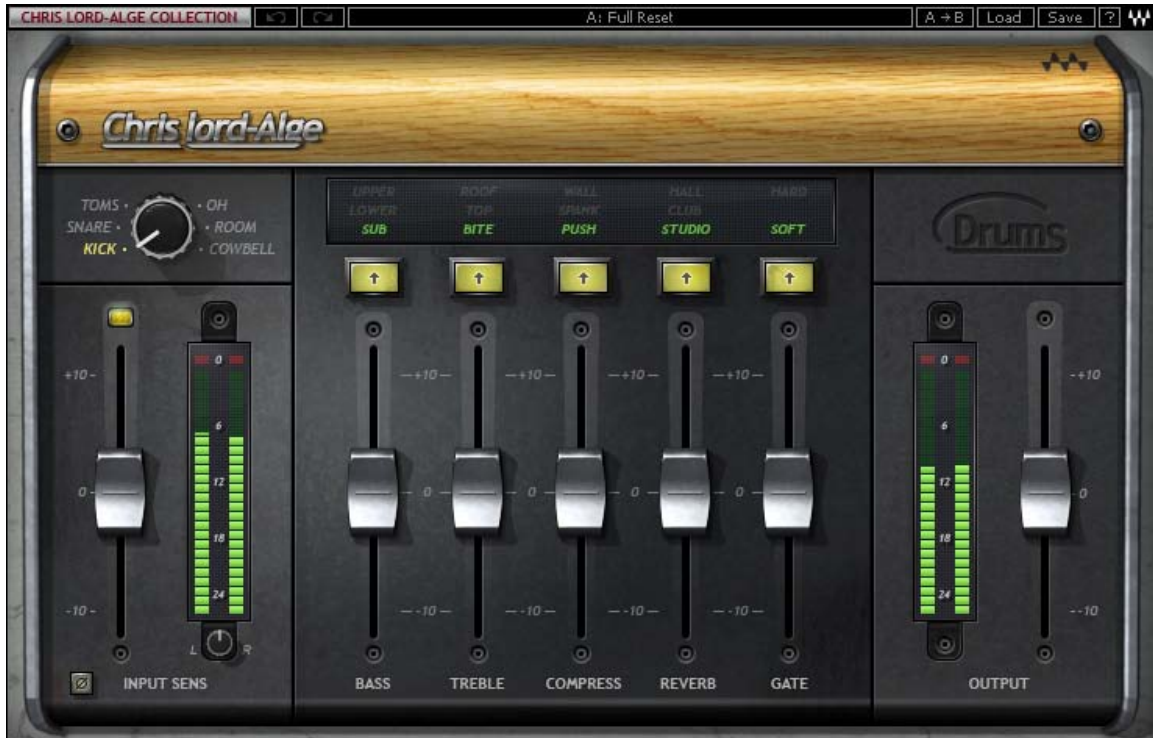 CHRIS LORD-ALGE COLLECTION A: Full Reset A → B Load Save ?
Chris lord-Alge
TOMS OH
SNARE ROOM
KICK COWBELL
UPPER ROOF WALL HALL HARD
LOWER TOP SPANK CLUB
SUB BITE PUSH STUDIO SOFT
Drums
+10 0 +10 +10 +10 +10 0 +10
6 6
12 12
0 0 0 0 0 0
18 18
24 24
-10 -10 -10 -10 -10 -10
L R
Ø INPUT SENS BASS TREBLE COMPRESS REVERB GATE OUTPUT